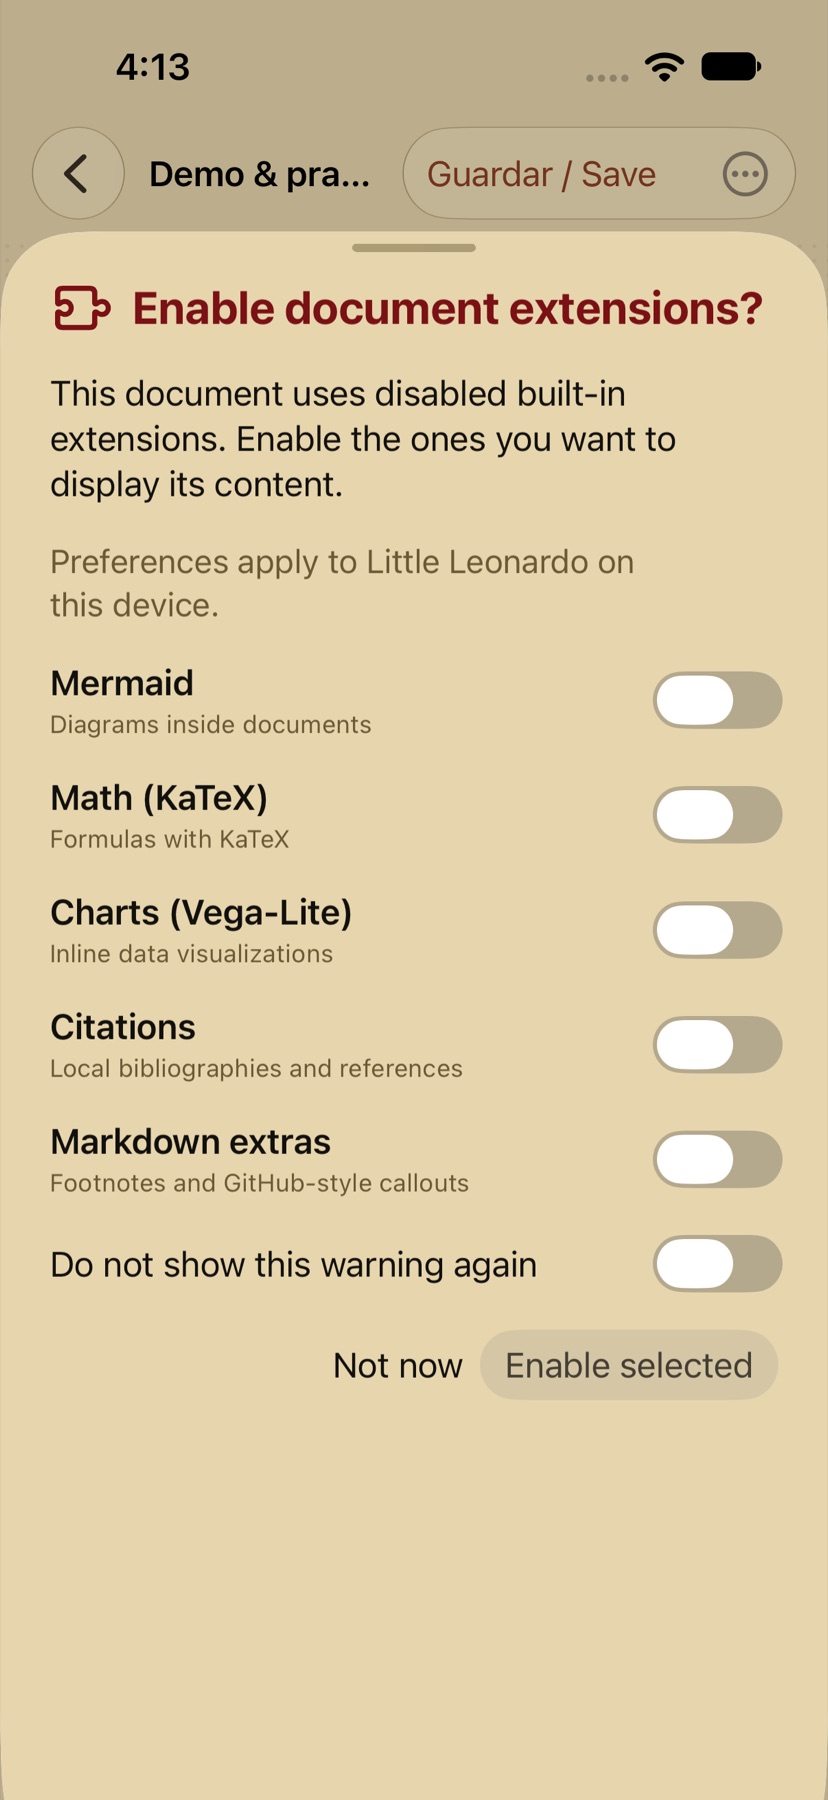 4:13
Demo & pra...
Guardar / Save
Enable document extensions?
This document uses disabled built-in
extensions. Enable the ones you want to
display its content.
Preferences apply to Little Leonardo on
this device.
Mermaid
Diagrams inside documents
Math (KaTeX)
Formulas with KaTeX
Charts (Vega-Lite)
Inline data visualizations
Citations
Local bibliographies and references
Markdown extras
Footnotes and GitHub-style callouts
Do not show this warning again
Not now
Enable selected